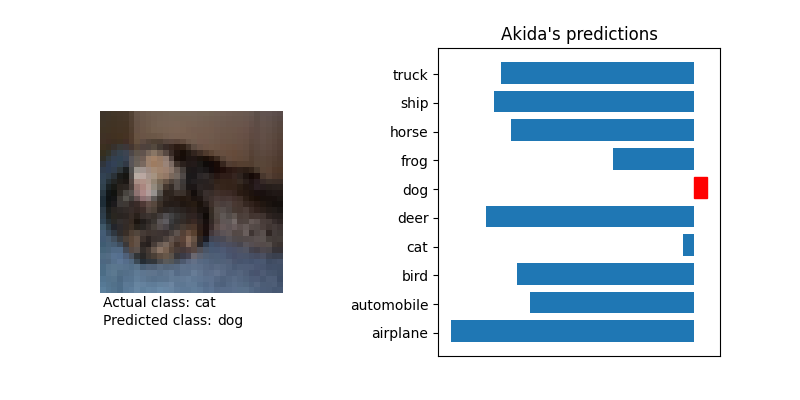 Akida's predictions
truck
ship
horse
frog
dog
deer
cat
bird
automobile
airplane
Actual class: cat
Predicted class: dog